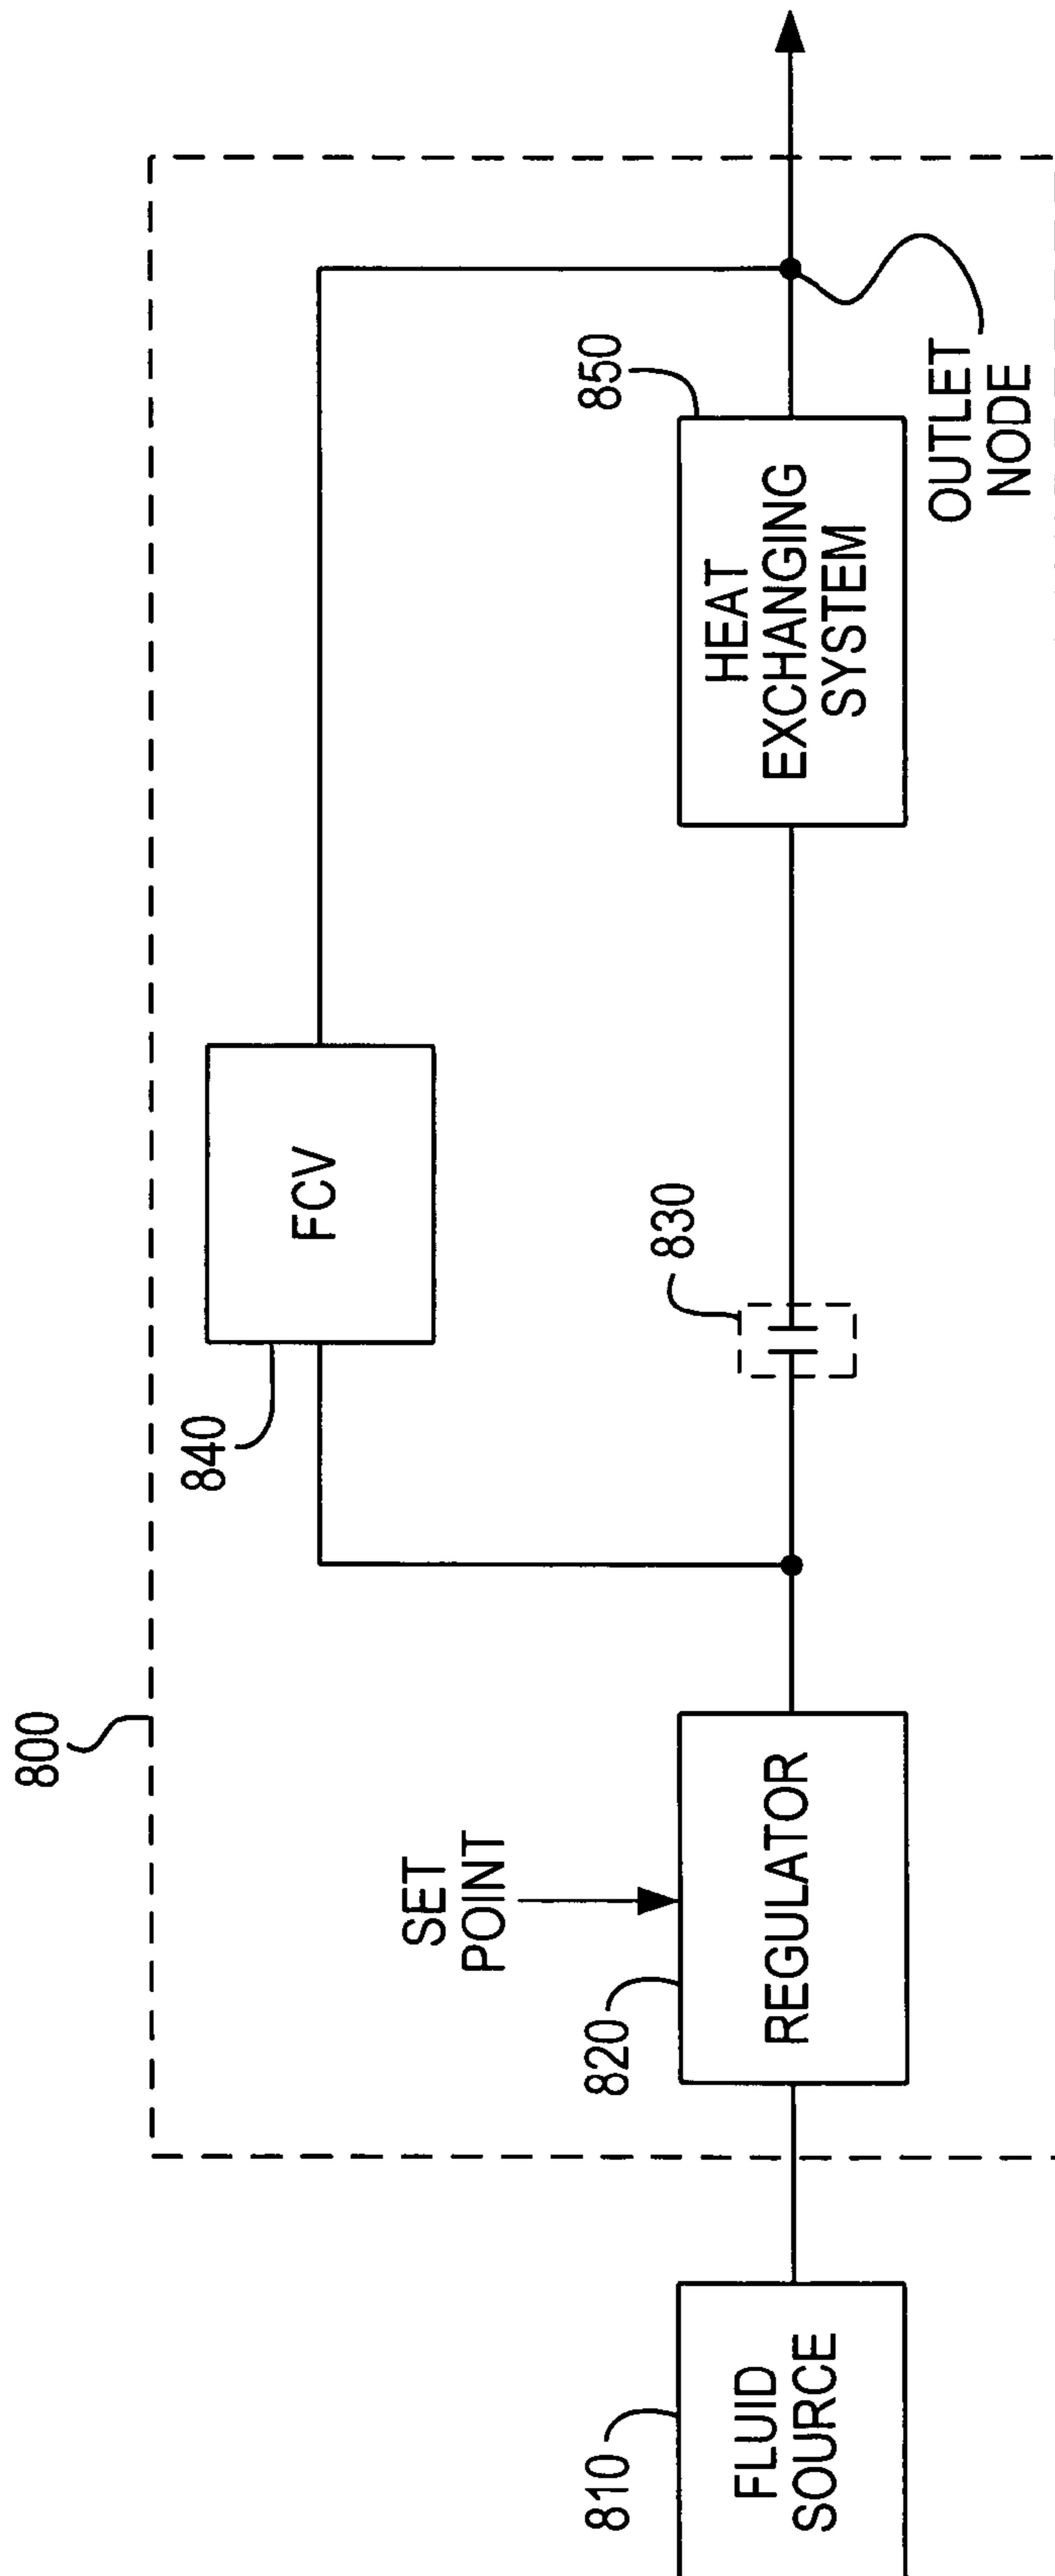 800
840
FCV
SET
POINT
830
850
810
FLUID
SOURCE
820
REGULATOR
HEAT
EXCHANGING
SYSTEM
OUTLET
NODE